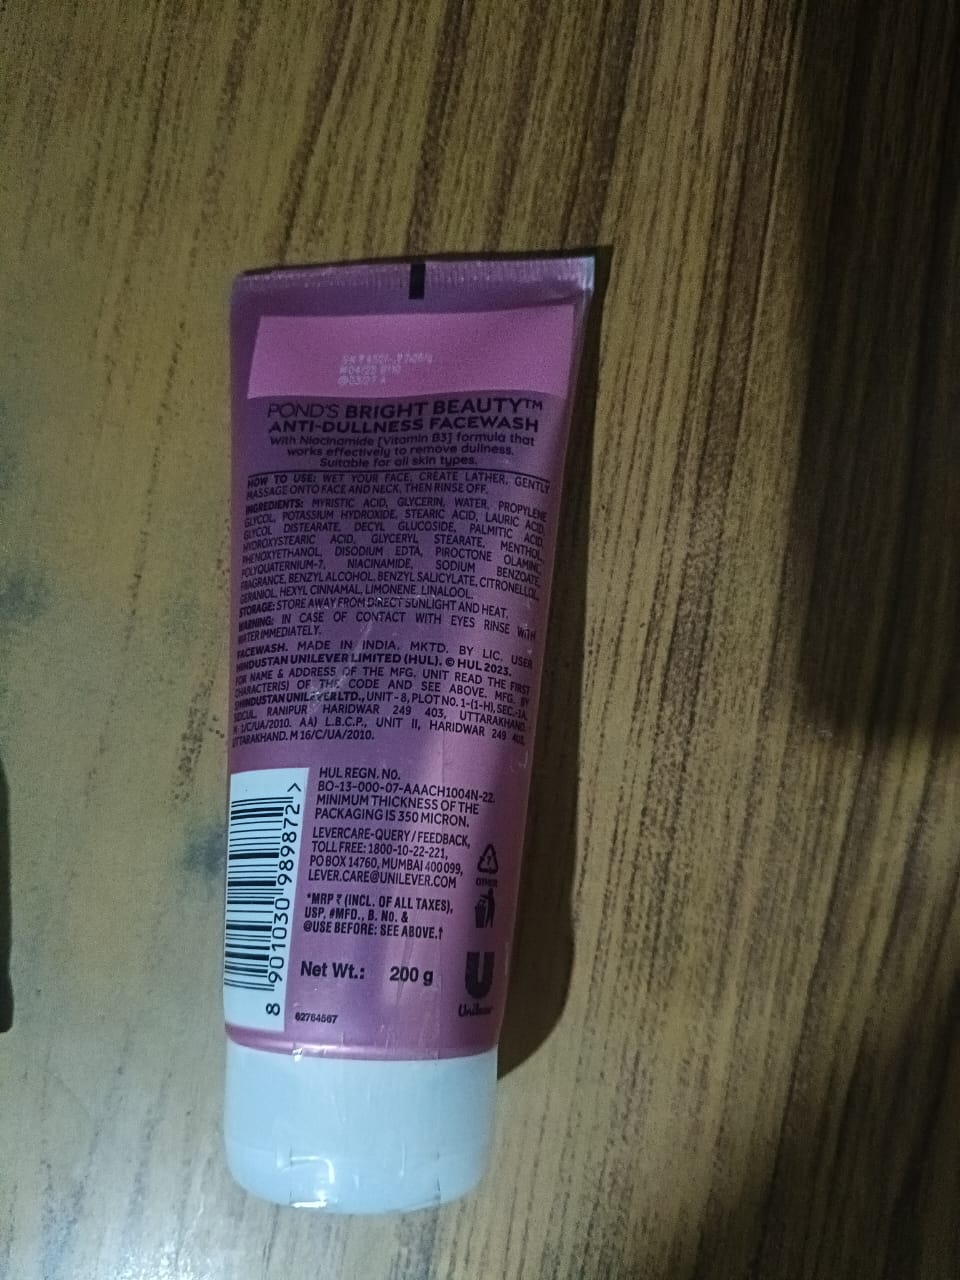 POND'S BRIGHT BEAUTY™
ANTI-DULLNESS FACEWASH
With Niacinamide [Vitamin B3] formula that
works effectively to remove dullness.
Suitable for all skin types.
HOW TO USE: WET YOUR FACE, CREATE LATHER, GENTLY
MASSAGE ONTO FACE AND NECK, THEN RINSE OFF.
INGREDIENTS: MYRISTIC ACID, GLYCERIN, WATER, PROPYLENE
GLYCOL, POTASSIUM HYDROXIDE, STEARIC ACID, LAURIC ACID,
GLYCOL DISTEARATE, DECYL GLUCOSIDE, PALMITIC ACID,
HYDROXYSTEARIC ACID, GLYCERYL STEARATE, MENTHOL,
PHENOXYETHANOL, DISODIUM EDTA, PIROCTONE OLAMINE,
POLYQUATERNIUM-7, NIACINAMIDE, SODIUM BENZOATE,
FRAGRANCE, BENZYL ALCOHOL, BENZYL SALICYLATE, CITRONELLOL,
GERANIOL, HEXYL CINNAMAL, LIMONENE, LINALOOL.
STORAGE: STORE AWAY FROM DIRECT SUNLIGHT AND HEAT.
WARNING: IN CASE OF CONTACT WITH EYES RINSE WITH
WATER IMMEDIATELY.
FACEWASH. MADE IN INDIA. MKTD. BY LIC. USER
HINDUSTAN UNILEVER LIMITED (HUL). © HUL 2023.
FOR NAME & ADDRESS OF THE MFG. UNIT READ THE FIRST
CHARACTER(S) OF THE CODE AND SEE ABOVE. MFG. BY
HINDUSTAN UNILEVER LTD., UNIT - 8, PLOT NO. 1-(1-H), SEC.-1A,
SIDCUL, RANIPUR HARIDWAR 249 403, UTTARAKHAND.
M 1/C/UA/2010. AA) L.B.C.P., UNIT II, HARIDWAR 249 403,
UTTARAKHAND. M 16/C/UA/2010.
HUL REGN. NO.
BO-13-000-07-AAACH1004N-22.
MINIMUM THICKNESS OF THE
PACKAGING IS 350 MICRON.
LEVERCARE-QUERY / FEEDBACK,
TOLL FREE: 1800-10-22-221,
PO BOX 14760, MUMBAI 400099,
LEVER.CARE@UNILEVER.COM
7
OTHER
*MRP ₹ (INCL. OF ALL TAXES),
USP, #MFD., B. NO. &
@USE BEFORE: SEE ABOVE.†
Net Wt.: 200 g
Unilever
8 901030 989872 >
62764567